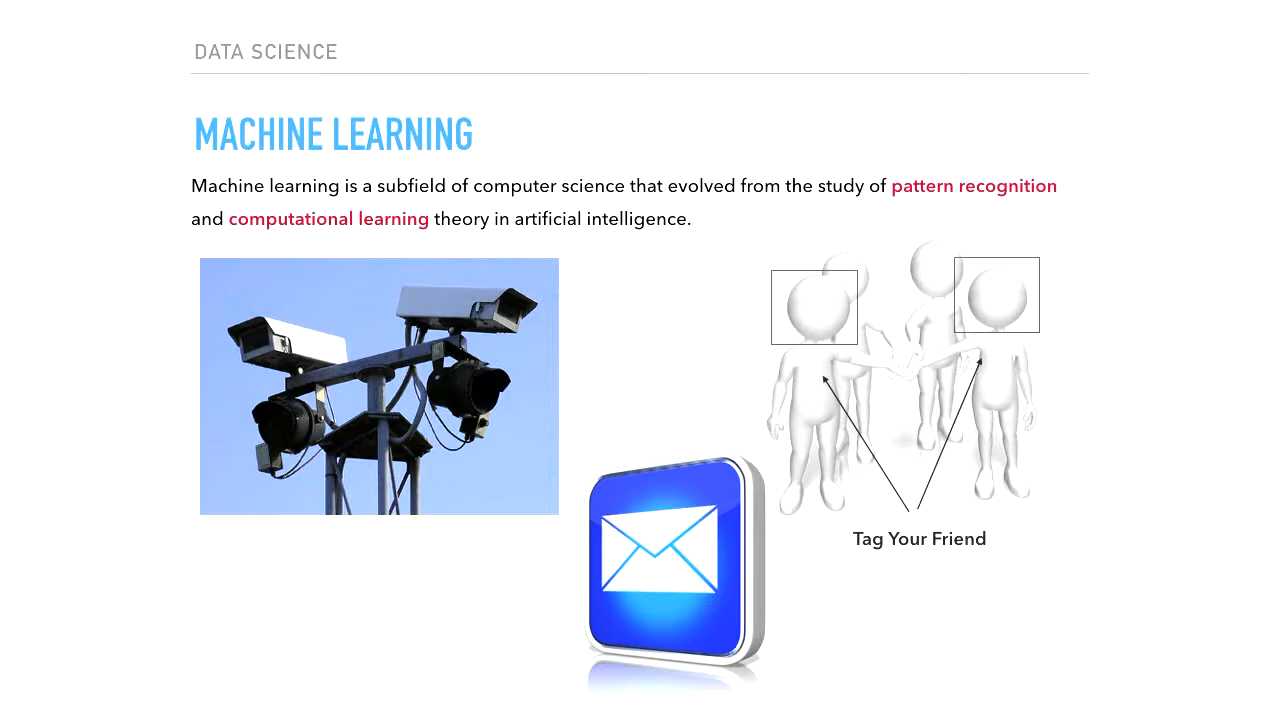 DATA SCIENCE
MACHINE LEARNING
Machine learning is a subfield of computer science that evolved from the study of pattern recognition
and computational learning theory in artificial intelligence.
Tag Your Friend